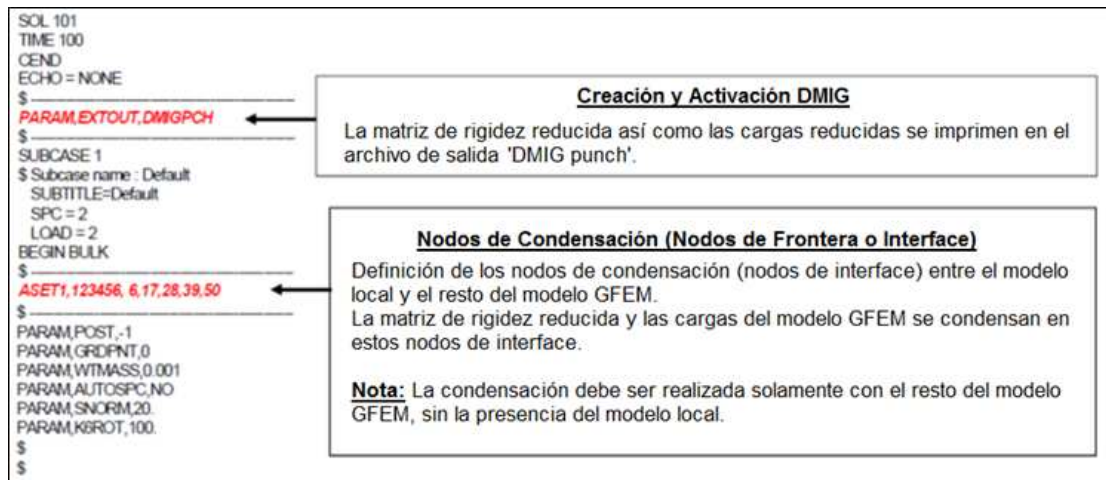 SOL 101
TIME 100
CEND
ECHO = NONE
$ ------------------------------------------------
PARAM,EXTOUT,DMIGPCH
$ ------------------------------------------------
SUBCASE 1
$ Subcase name : Default
SUBTITLE=Default
SPC = 2
LOAD = 2
BEGIN BULK
$ ------------------------------------------------
ASET1,123456, 6,17,28,39,50
$ ------------------------------------------------
PARAM,POST,-1
PARAM,GRDPNT,0
PARAM,WTMASS,0.001
PARAM,AUTOSPC,NO
PARAM,SNORM,20.
PARAM,K6ROT,100.
$
$
Creación y Activación DMIG
La matriz de rigidez reducida así como las cargas reducidas se imprimen en el
archivo de salida 'DMIG punch'.
Nodos de Condensación (Nodos de Frontera o Interface)
Definición de los nodos de condensación (nodos de interface) entre el modelo
local y el resto del modelo GFEM.
La matriz de rigidez reducida y las cargas del modelo GFEM se condensan en
estos nodos de interface.
Nota: La condensación debe ser realizada solamente con el resto del modelo
GFEM, sin la presencia del modelo local.